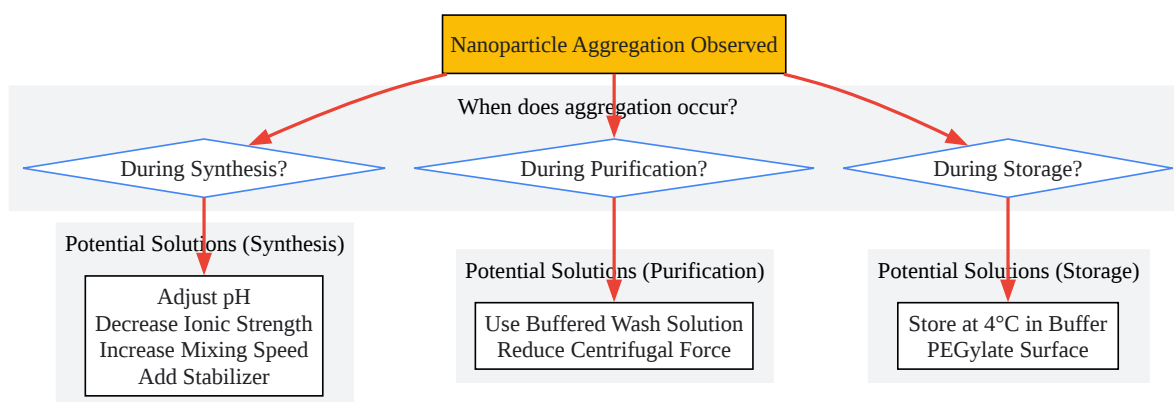 Nanoparticle Aggregation Observed
When does aggregation occur?
During Synthesis?
During Purification?
During Storage?
Potential Solutions (Synthesis)
Adjust pH
Decrease Ionic Strength
Increase Mixing Speed
Add Stabilizer
Potential Solutions (Purification)
Use Buffered Wash Solution
Reduce Centrifugal Force
Potential Solutions (Storage)
Store at 4°C in Buffer
PEGylate Surface